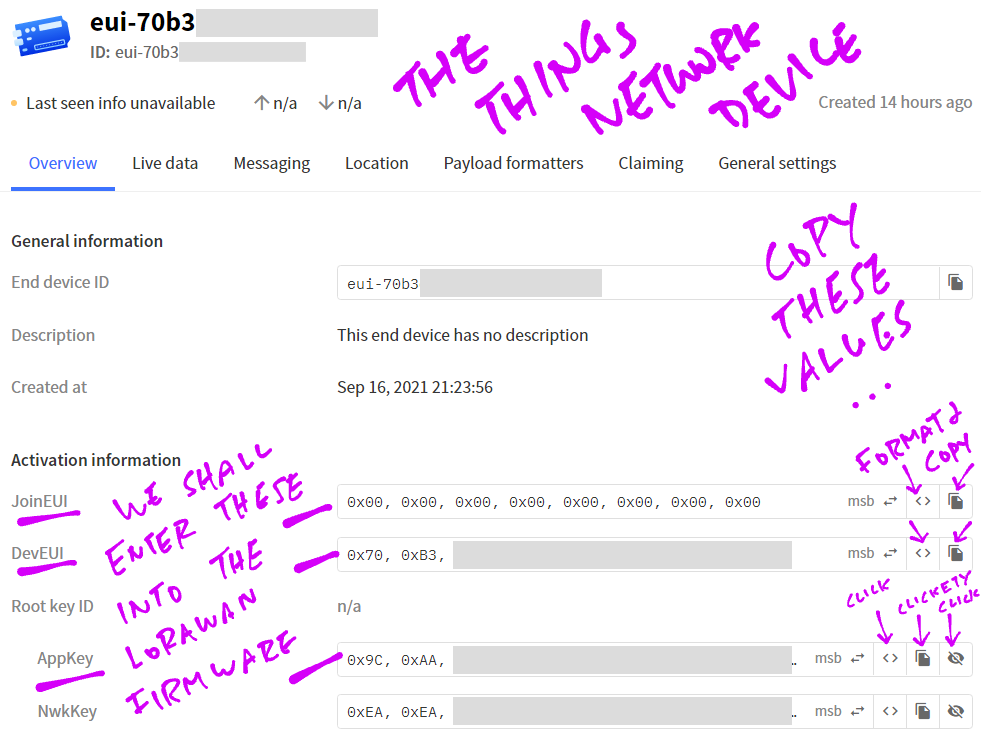 eui-70b3
ID: eui-70b3
THE
THINGS
NETWORK
DEVICE
Last seen info unavailable ↑ n/a ↓ n/a
Created 14 hours ago
Overview Live data Messaging Location Payload formatters Claiming General settings
General information
COPY
THESE
VALUES
...
End device ID eui-70b3
Description This end device has no description
Created at Sep 16, 2021 21:23:56
FORMAT &
COPY
Activation information
WE SHALL
ENTER THESE
INTO THE
LORAWAN
FIRMWARE
JoinEUI 0x00, 0x00, 0x00, 0x00, 0x00, 0x00, 0x00, 0x00 msb <>
DevEUI 0x70, 0xB3, msb <>
Root key ID n/a
CLICK
CLICKETY
CLICK
AppKey 0x9C, 0xAA, … msb <>
NwkKey 0xEA, 0xEA, … msb <>